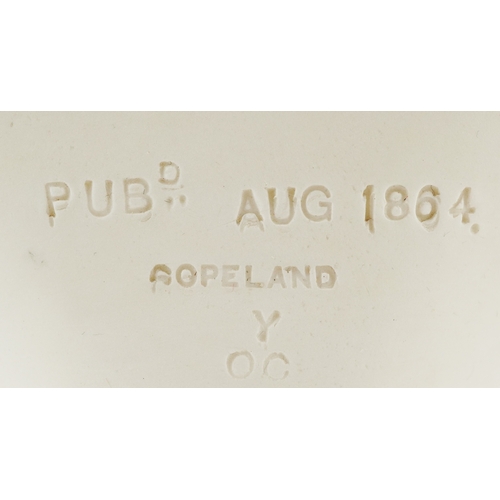 PUBᴰ.. AUG 1864.
COPELAND
Y
OC